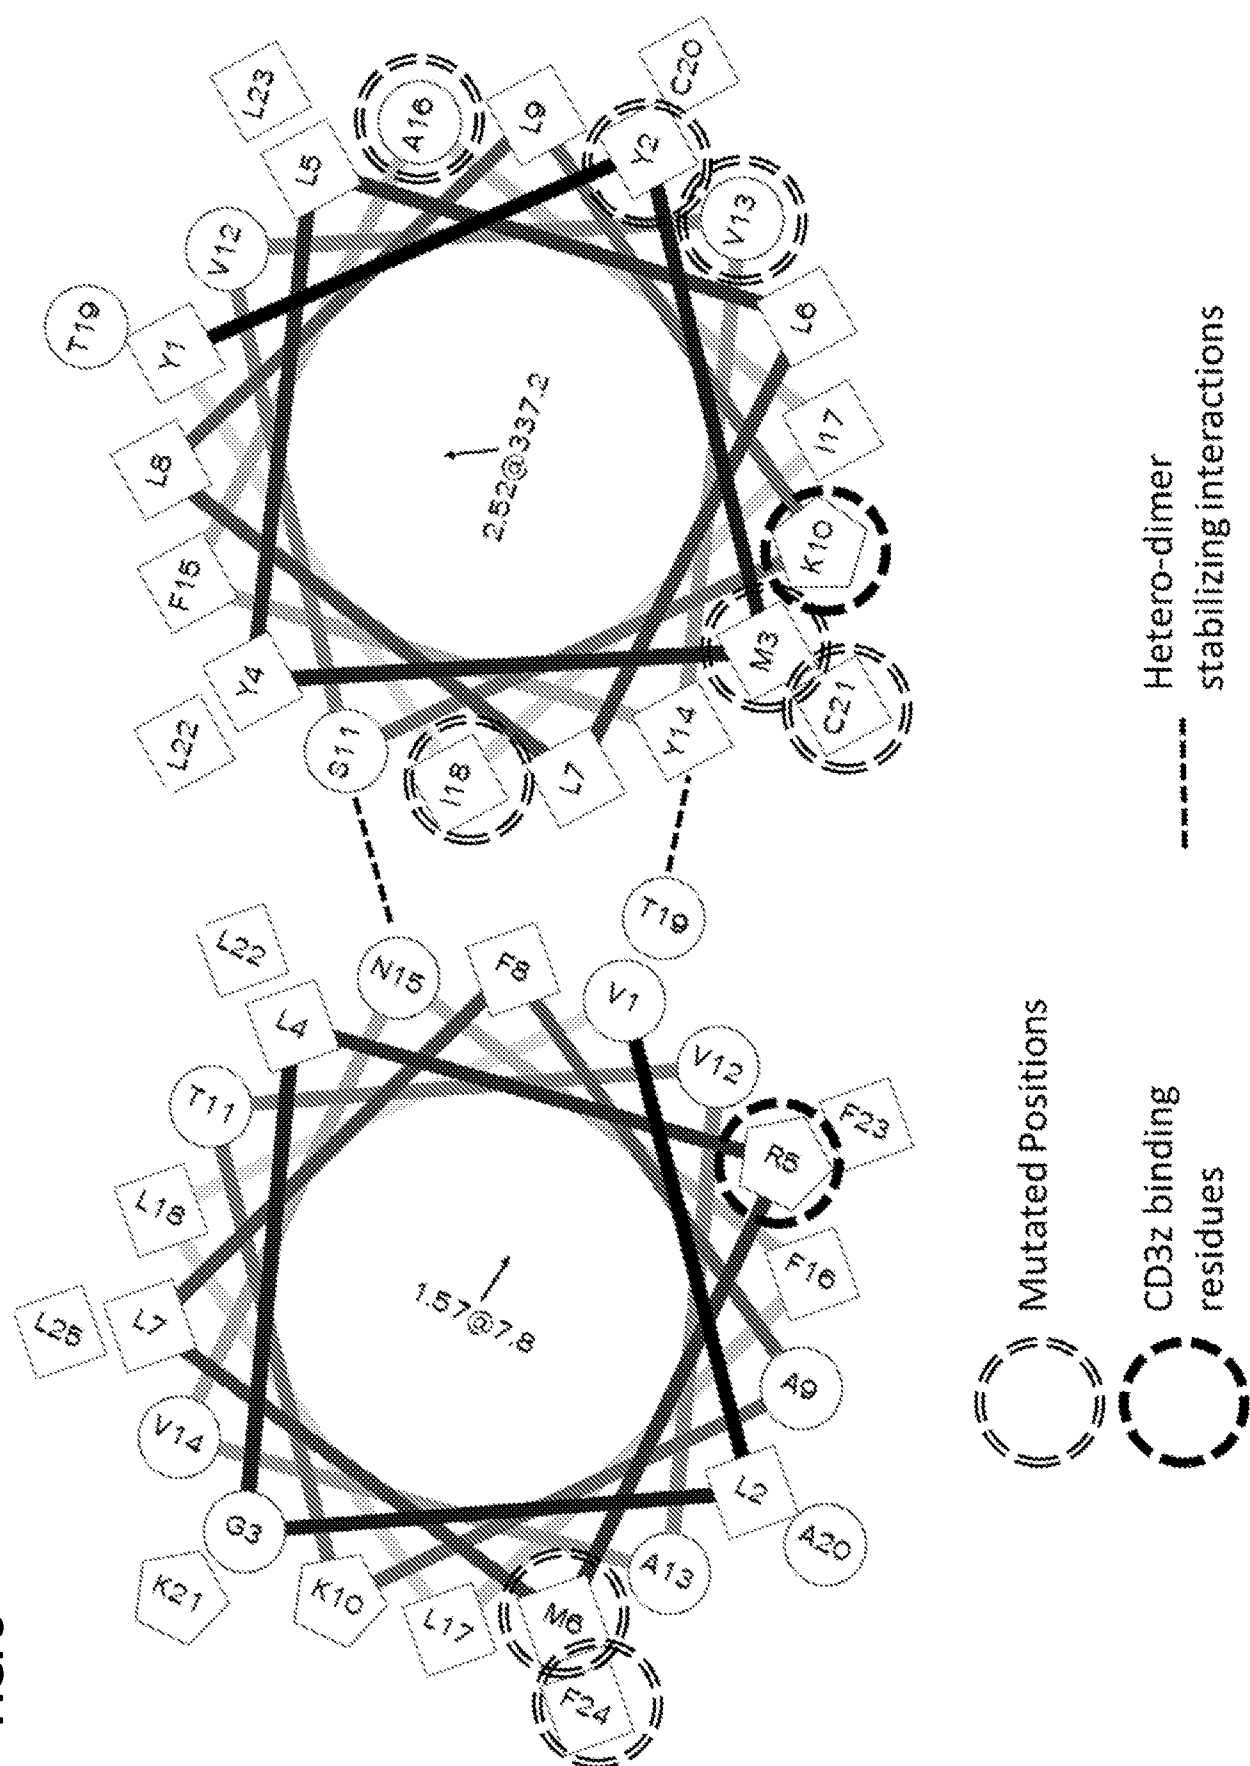 K21
G3
V14
L25
L7
L18
T11
L4
L22
K10
N15
L17
F8
M6
F24
1.57@7.8
V1
T19
V12
A13
L2
A20
A9
F16
R5
F23
L22
Y4
F15
L8
Y1
T19
V12
L5
L23
S11
A16
I18
L9
L7
2.52@337.2
Y2
C20
Y14
V13
M3
C21
K10
I17
L6
Mutated Positions
CD3z binding
residues
Hetero-dimer
stabilizing interactions